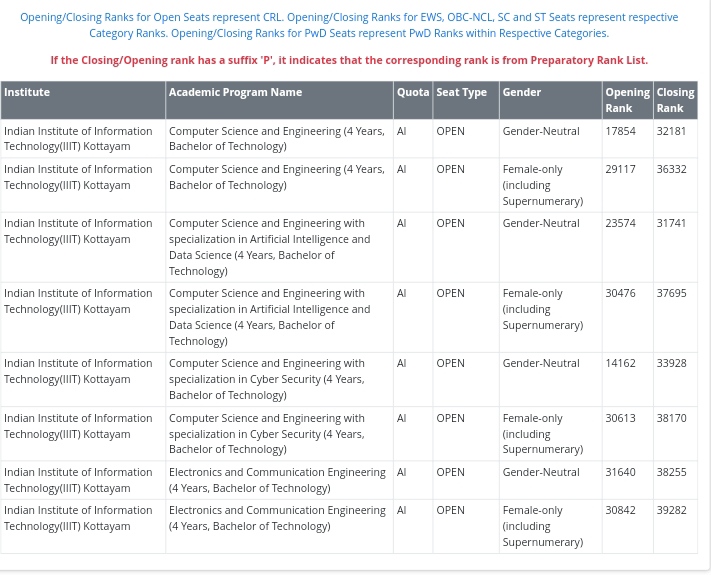 Opening/Closing Ranks for Open Seats represent CRL. Opening/Closing Ranks for EWS, OBC-NCL, SC and ST Seats represent respective
Category Ranks. Opening/Closing Ranks for PwD Seats represent PwD Ranks within Respective Categories.
If the Closing/Opening rank has a suffix 'P', it indicates that the corresponding rank is from Preparatory Rank List.
Institute Academic Program Name Quota Seat Type Gender Opening Closing
Rank Rank
Indian Institute of Information Computer Science and Engineering (4 Years, AI OPEN Gender-Neutral 17854 32181
Technology(IIIT) Kottayam Bachelor of Technology)
Indian Institute of Information Computer Science and Engineering (4 Years, AI OPEN Female-only 29117 36332
Technology(IIIT) Kottayam Bachelor of Technology) (including
Supernumerary)
Indian Institute of Information Computer Science and Engineering with AI OPEN Gender-Neutral 23574 31741
Technology(IIIT) Kottayam specialization in Artificial Intelligence and
Data Science (4 Years, Bachelor of
Technology)
Indian Institute of Information Computer Science and Engineering with AI OPEN Female-only 30476 37695
Technology(IIIT) Kottayam specialization in Artificial Intelligence and (including
Data Science (4 Years, Bachelor of Supernumerary)
Technology)
Indian Institute of Information Computer Science and Engineering with AI OPEN Gender-Neutral 14162 33928
Technology(IIIT) Kottayam specialization in Cyber Security (4 Years,
Bachelor of Technology)
Indian Institute of Information Computer Science and Engineering with AI OPEN Female-only 30613 38170
Technology(IIIT) Kottayam specialization in Cyber Security (4 Years, (including
Bachelor of Technology) Supernumerary)
Indian Institute of Information Electronics and Communication Engineering AI OPEN Gender-Neutral 31640 38255
Technology(IIIT) Kottayam (4 Years, Bachelor of Technology)
Indian Institute of Information Electronics and Communication Engineering AI OPEN Female-only 30842 39282
Technology(IIIT) Kottayam (4 Years, Bachelor of Technology) (including
Supernumerary)